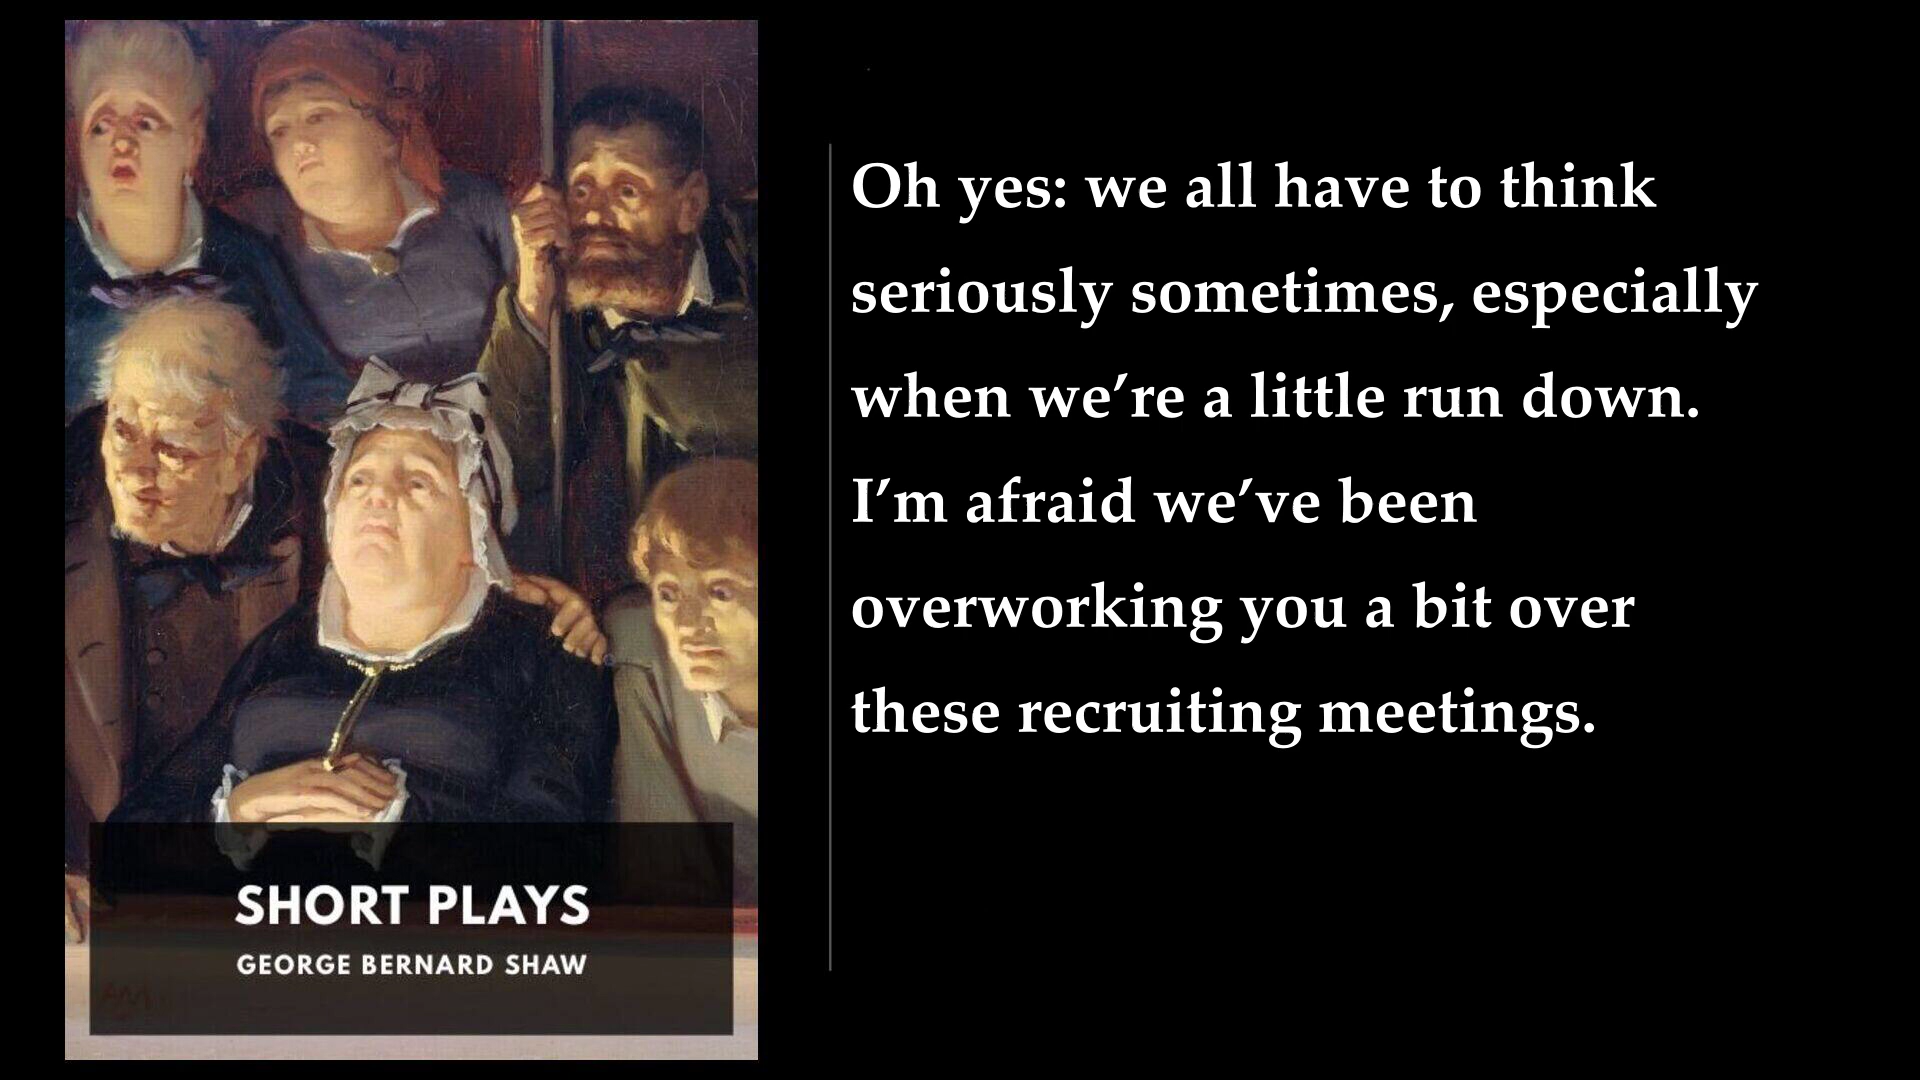 SHORT PLAYS
GEORGE BERNARD SHAW
Oh yes: we all have to think
seriously sometimes, especially
when we’re a little run down.
I’m afraid we’ve been
overworking you a bit over
these recruiting meetings.